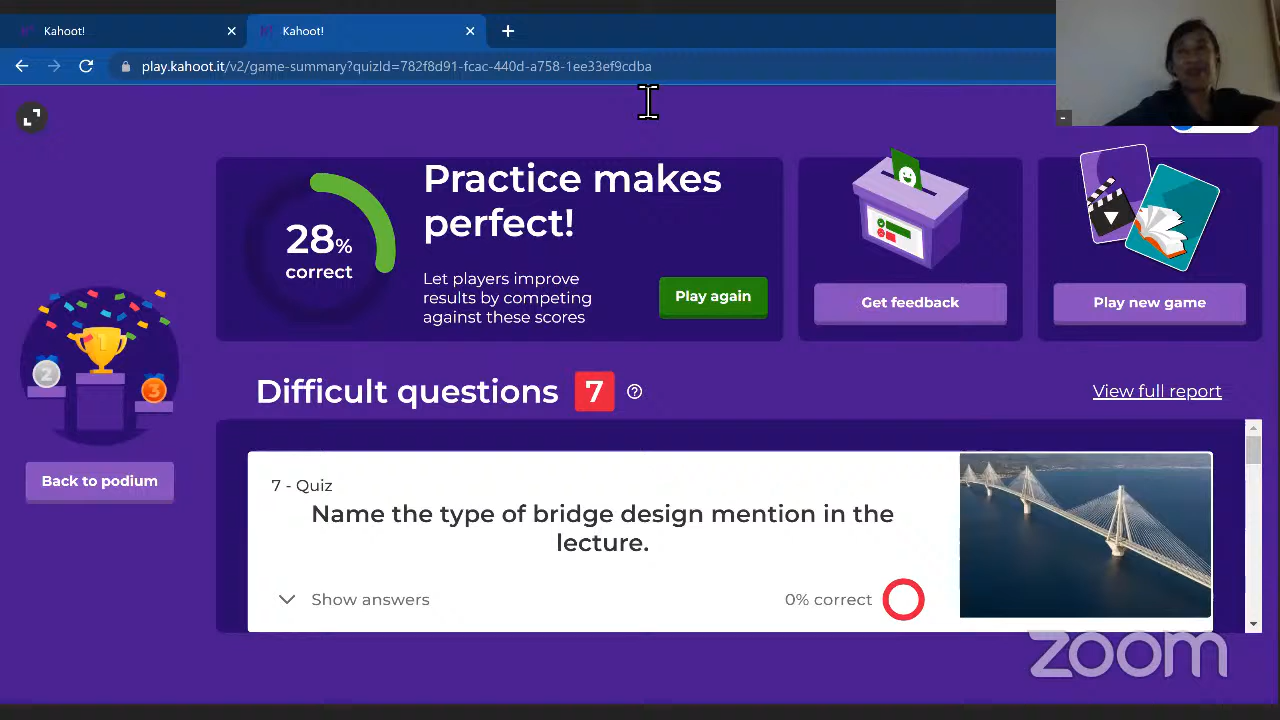 Kahoot!
Kahoot!
play.kahoot.it/v2/game-summary?quizId=782f8d91-fcac-440d-a758-1ee33ef9cdba
28%
correct
Practice makes
perfect!
Let players improve
results by competing
against these scores
Play again
Get feedback
Play new game
1
2
3
Back to podium
Difficult questions 7
?
View full report
7 - Quiz
Name the type of bridge design mention in the
lecture.
Show answers
0% correct
zoom